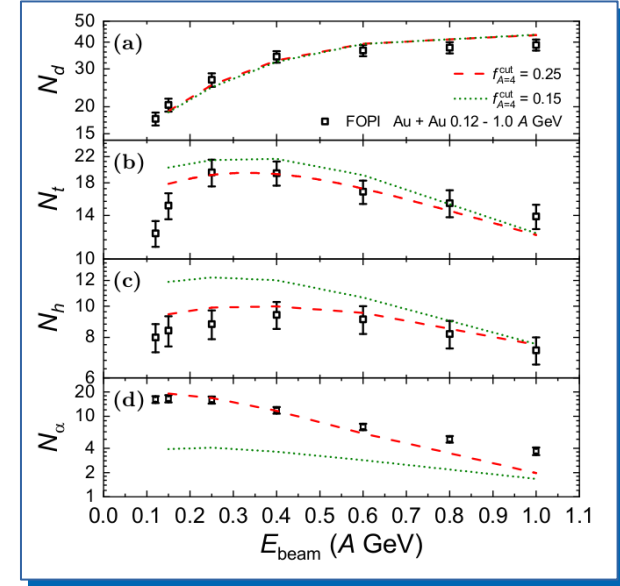 50
40
30
20
15
N_d
(a)
f^cut_A=4 = 0.25
f^cut_A=4 = 0.15
FOPI Au + Au 0.12 - 1.0 A GeV
22
18
14
10
N_t
(b)
12
10
8
6
N_h
(c)
20
10
4
2
1
N_α
(d)
0.0 0.1 0.2 0.3 0.4 0.5 0.6 0.7 0.8 0.9 1.0 1.1
E_beam (A GeV)